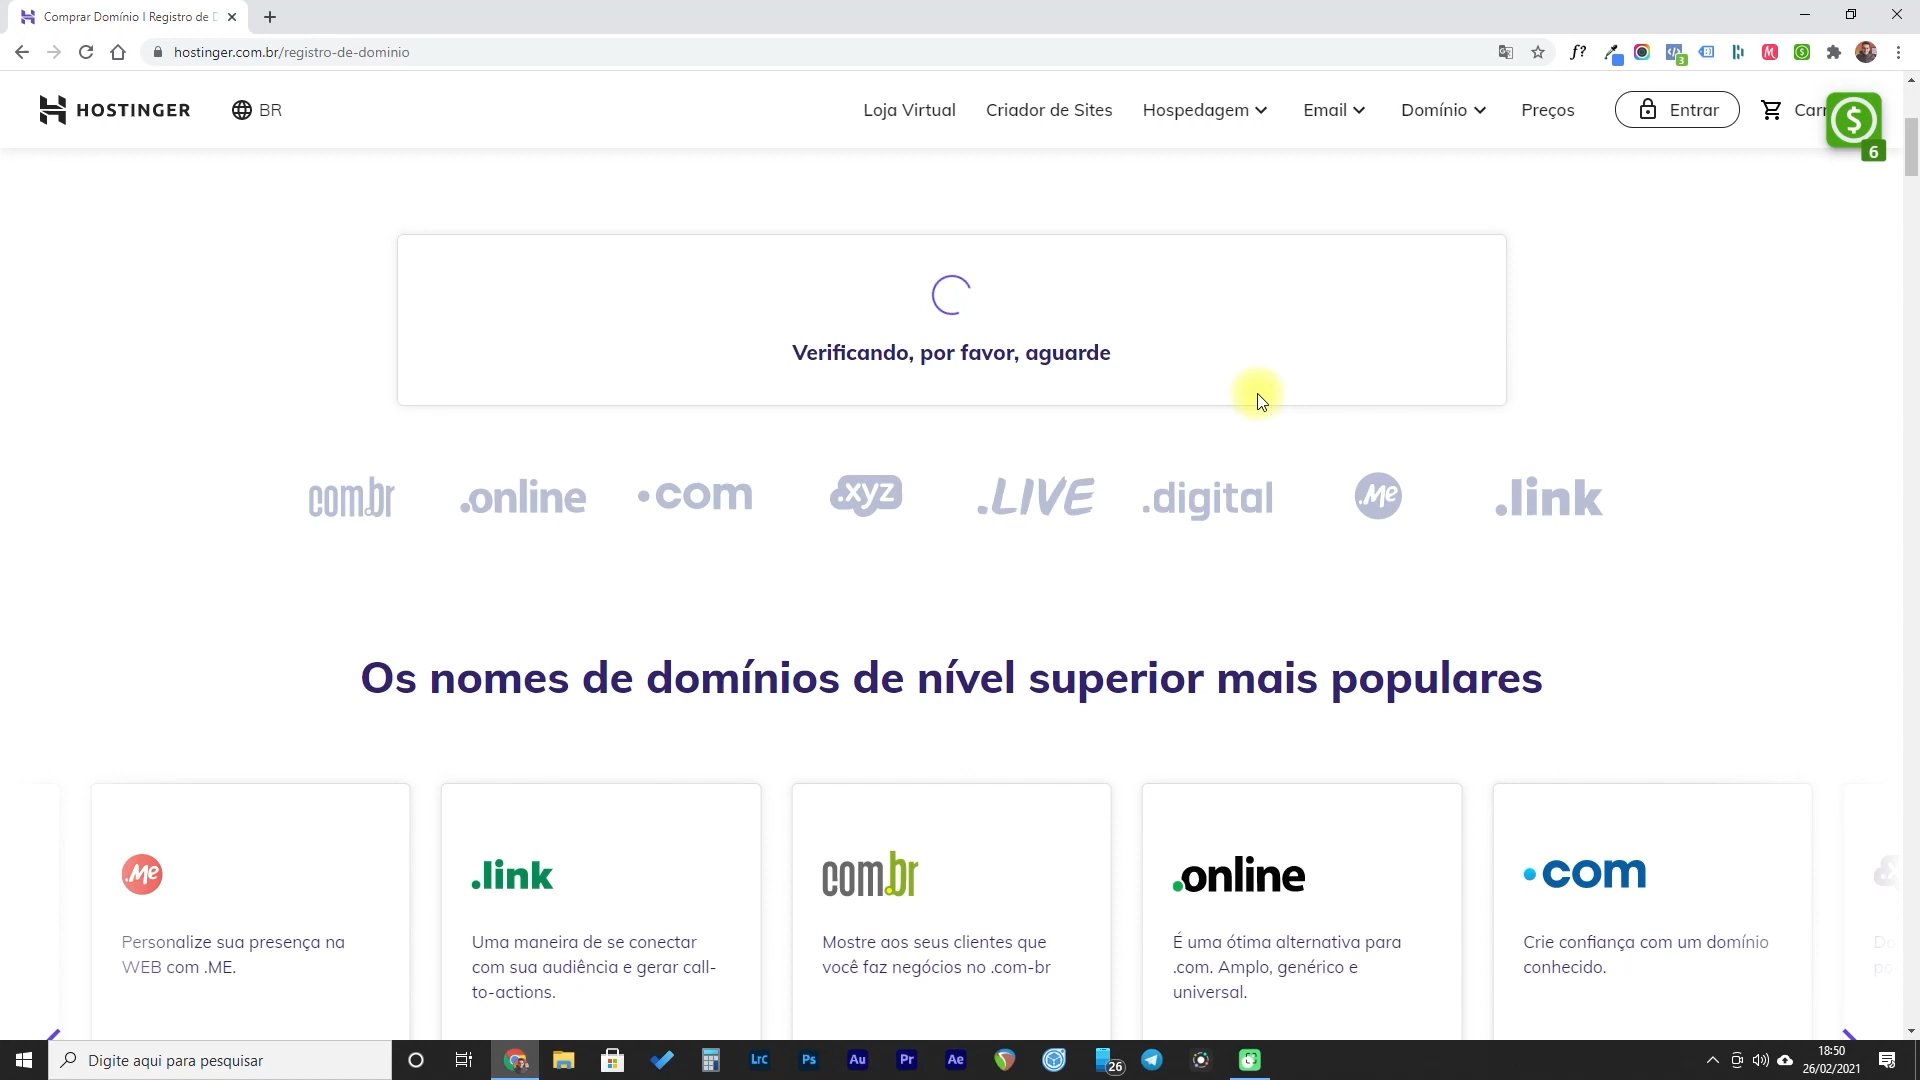 Comprar Domínio | Registro de D
hostinger.com.br/registro-de-dominio
3
HOSTINGER
BR
Loja Virtual
Criador de Sites
Hospedagem
Email
Domínio
Preços
Entrar
Carr
6
Verificando, por favor, aguarde
com.br
.online
.com
.xyz
.LIVE
.digital
.Me
.link
Os nomes de domínios de nível superior mais populares
.Me
Personalize sua presença na
WEB com .ME.
.link
Uma maneira de se conectar
com sua audiência e gerar call-
to-actions.
com.br
Mostre aos seus clientes que
você faz negócios no .com-br
.online
É uma ótima alternativa para
.com. Amplo, genérico e
universal.
.com
Crie confiança com um domínio
conhecido.
Digite aqui para pesquisar
Lrc
Ps
Au
Pr
Ae
26
18:50
26/02/2021